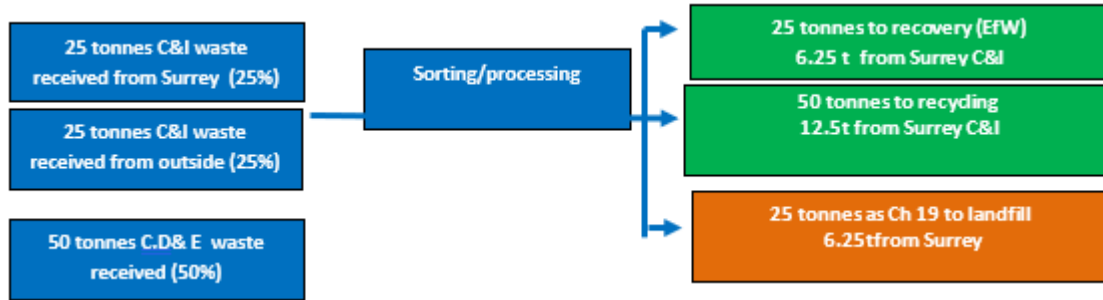 25 tonnes C&I waste
received from Surrey (25%)
25 tonnes C&I waste
received from outside (25%)
50 tonnes C.D& E waste
received (50%)
Sorting/processing
25 tonnes to recovery (EfW)
6.25 t from Surrey C&I
50 tonnes to recycling
12.5t from Surrey C&I
25 tonnes as Ch 19 to landfill
6.25tfrom Surrey